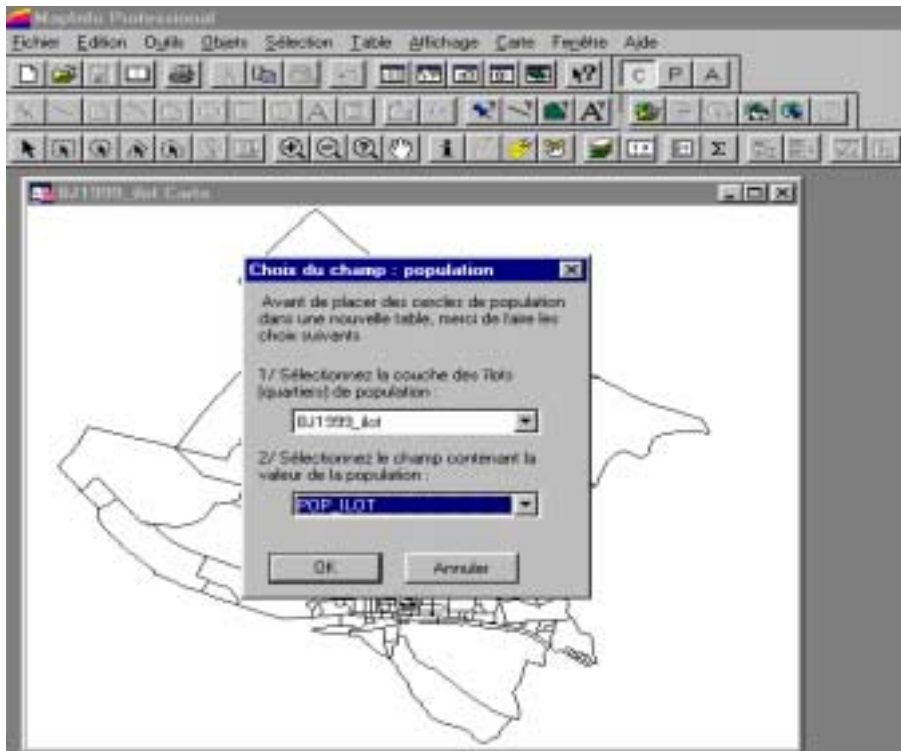 MapInfo Professional
Fichier Edition Outils Objets Sélection Table Affichage Carte Fenêtre Aide
C P A
BJ1999_ilot Carte
Choix du champ : population
Avant de placer des cercles de population
dans une nouvelle table, merci de faire les
choix suivants
1/ Sélectionnez la couche des îlots
(quartiers) de population :
BJ1999_ilot
2/ Sélectionnez le champ contenant la
valeur de la population :
POP_ILOT
OK Annuler